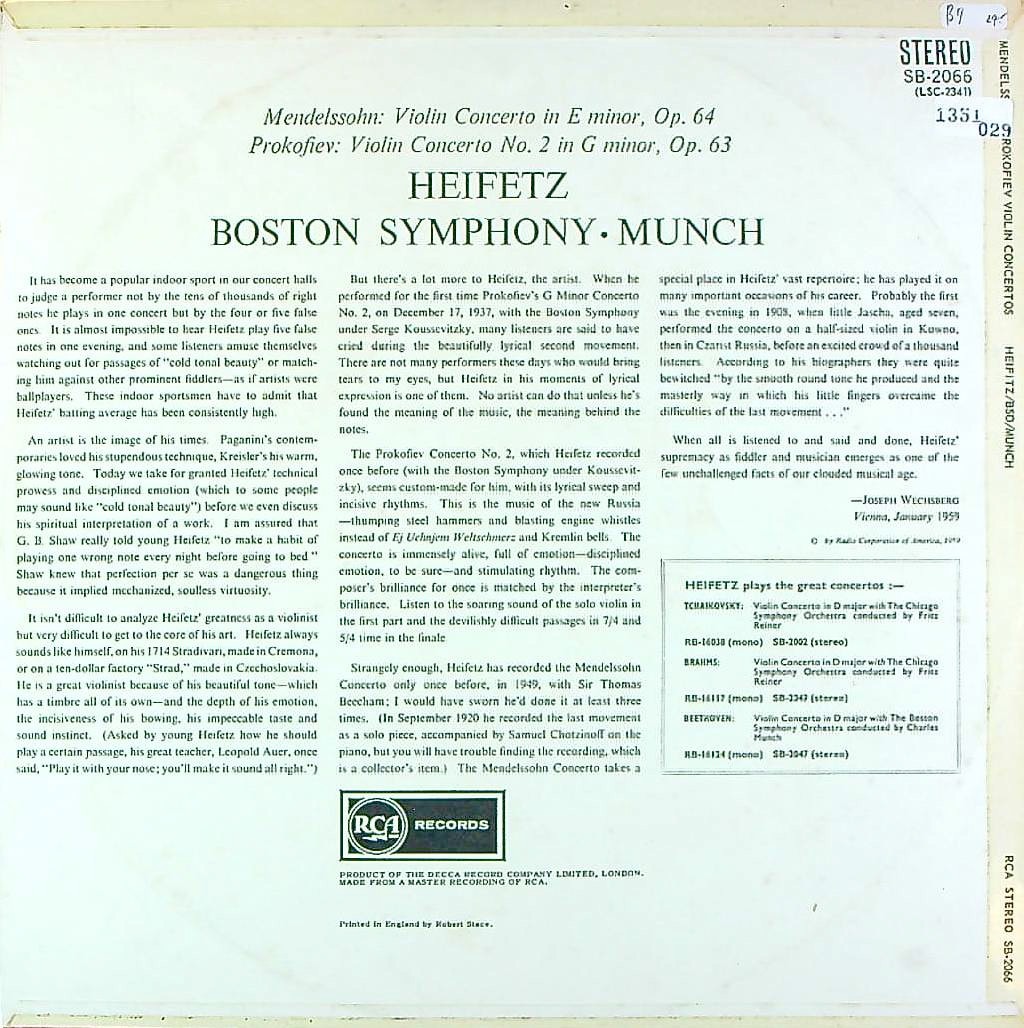 B9 29.-
STEREO
SB-2066
(LSC-2341)
1351
029
Mendelssohn: Violin Concerto in E minor, Op. 64
Prokofiev: Violin Concerto No. 2 in G minor, Op. 63
HEIFETZ
BOSTON SYMPHONY · MUNCH
It has become a popular indoor sport in our concert halls
to judge a performer not by the tens of thousands of right
notes he plays in one concert but by the four or five false
ones. It is almost impossible to hear Heifetz play five false
notes in one evening, and some listeners amuse themselves
watching out for passages of "cold tonal beauty" or match-
ing him against other prominent fiddlers—as if artists were
ballplayers. These indoor sportsmen have to admit that
Heifetz' batting average has been consistently high.
An artist is the image of his times. Paganini's contem-
poraries loved his stupendous technique, Kreisler's his warm,
glowing tone. Today we take for granted Heifetz' technical
prowess and disciplined emotion (which to some people
may sound like "cold tonal beauty") before we even discuss
his spiritual interpretation of a work. I am assured that
G. B. Shaw really told young Heifetz "to make a habit of
playing one wrong note every night before going to bed"
Shaw knew that perfection per se was a dangerous thing
because it implied mechanized, soulless virtuosity.
It isn't difficult to analyze Heifetz' greatness as a violinist
but very difficult to get to the core of his art. Heifetz always
sounds like himself, on his 1714 Stradivari, made in Cremona,
or on a ten-dollar factory "Strad," made in Czechoslovakia.
He is a great violinist because of his beautiful tone—which
has a timbre all of its own—and the depth of his emotion,
the incisiveness of his bowing, his impeccable taste and
sound instinct. (Asked by young Heifetz how he should
play a certain passage, his great teacher, Leopold Auer, once
said, "Play it with your nose; you'll make it sound all right.")
But there's a lot more to Heifetz, the artist. When he
performed for the first time Prokofiev's G Minor Concerto
No. 2, on December 17, 1937, with the Boston Symphony
under Serge Koussevitzky, many listeners are said to have
cried during the beautifully lyrical second movement.
There are not many performers these days who would bring
tears to my eyes, but Heifetz in his moments of lyrical
expression is one of them. No artist can do that unless he's
found the meaning of the music, the meaning behind the
notes.
The Prokofiev Concerto No. 2, which Heifetz recorded
once before (with the Boston Symphony under Koussevit-
zky), seems custom-made for him, with its lyrical sweep and
incisive rhythms. This is the music of the new Russia
—thumping steel hammers and blasting engine whistles
instead of Ej Uchnjem Weltschmerz and Kremlin bells. The
concerto is immensely alive, full of emotion—disciplined
emotion, to be sure—and stimulating rhythm. The com-
poser's brilliance for once is matched by the interpreter's
brilliance. Listen to the soaring sound of the solo violin in
the first part and the devilishly difficult passages in 7/4 and
5/4 time in the finale
Strangely enough, Heifetz has recorded the Mendelssohn
Concerto only once before, in 1949, with Sir Thomas
Beecham; I would have sworn he'd done it at least three
times. (In September 1920 he recorded the last movement
as a solo piece, accompanied by Samuel Chotzinoff on the
piano, but you will have trouble finding the recording, which
is a collector's item.) The Mendelssohn Concerto takes a
special place in Heifetz' vast repertoire; he has played it on
many important occasions of his career. Probably the first
was the evening in 1908, when little Jascha, aged seven,
performed the concerto on a half-sized violin in Kowno,
then in Czarist Russia, before an excited crowd of a thousand
listeners. According to his biographers they were quite
bewitched "by the smooth round tone he produced and the
masterly way in which his little fingers overcame the
difficulties of the last movement . . ."
When all is listened to and said and done, Heifetz'
supremacy as fiddler and musician emerges as one of the
few unchallenged facts of our clouded musical age.
—JOSEPH WECHSBERG
Vienna, January 1959
© by Radio Corporation of America, 1959
HEIFETZ plays the great concertos :—
TCHAIKOVSKY: Violin Concerto in D major with The Chicago
Symphony Orchestra conducted by Fritz
Reiner
RB-16038 (mono) SB-2002 (stereo)
BRAHMS: Violin Concerto in D major with The Chicago
Symphony Orchestra conducted by Fritz
Reiner
RB-16117 (mono) SB-2247 (stereo)
BEETHOVEN: Violin Concerto in D major with The Boston
Symphony Orchestra conducted by Charles
Munch
RB-16124 (mono) SB-2047 (stereo)
RCA RECORDS
PRODUCT OF THE DECCA RECORD COMPANY LIMITED, LONDON.
MADE FROM A MASTER RECORDING OF RCA.
Printed in England by Robert Stace.
MENDELSS ROKOFIEV VIOLIN CONCERTOS HEIFITZ/BSO/MUNCH RCA STEREO SB-2066